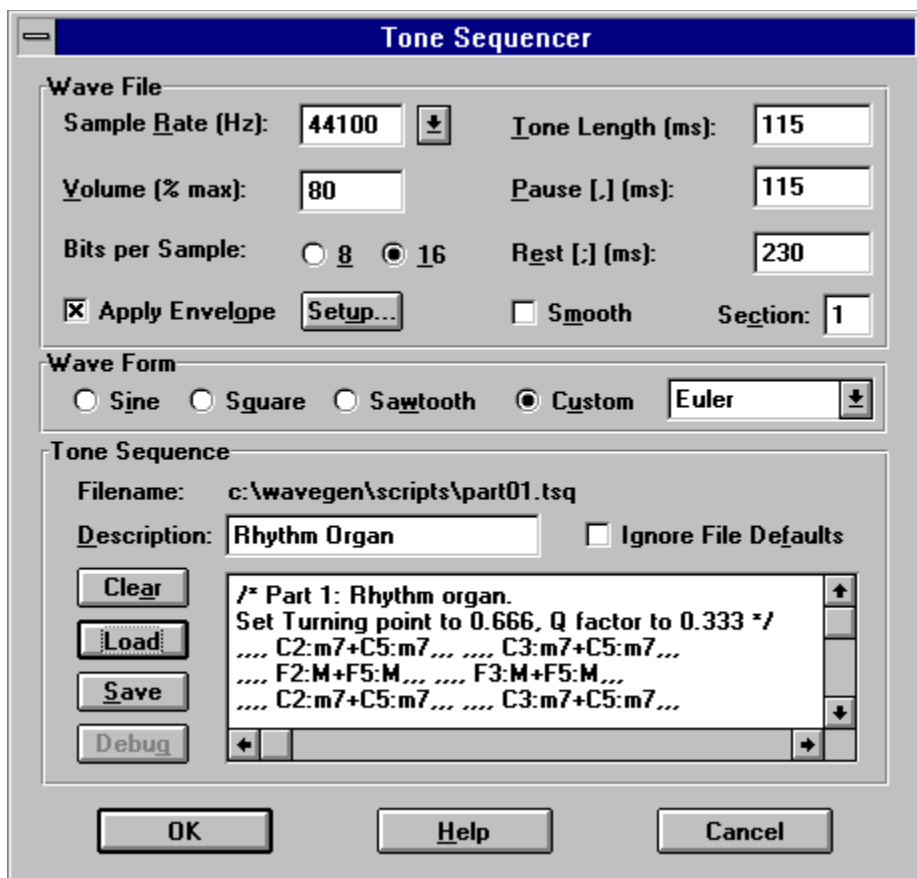 Tone Sequencer
Wave File
Sample Rate (Hz): 44100
Tone Length (ms): 115
Volume (% max): 80
Pause [,] (ms): 115
Bits per Sample: 8 16
Rest [;] (ms): 230
Apply Envelope Setup... Smooth Section: 1
Wave Form
Sine Square Sawtooth Custom Euler
Tone Sequence
Filename: c:\wavegen\scripts\part01.tsq
Description: Rhythm Organ Ignore File Defaults
Clear
Load
Save
Debug
/* Part 1: Rhythm organ.
Set Turning point to 0.666, Q factor to 0.333 */
,,,, C2:m7+C5:m7,,, ,,,, C3:m7+C5:m7,,,
,,,, F2:M+F5:M,,, ,,,, F3:M+F5:M,,,
,,,, C2:m7+C5:m7,,, ,,,, C3:m7+C5:m7,,,
OK Help Cancel